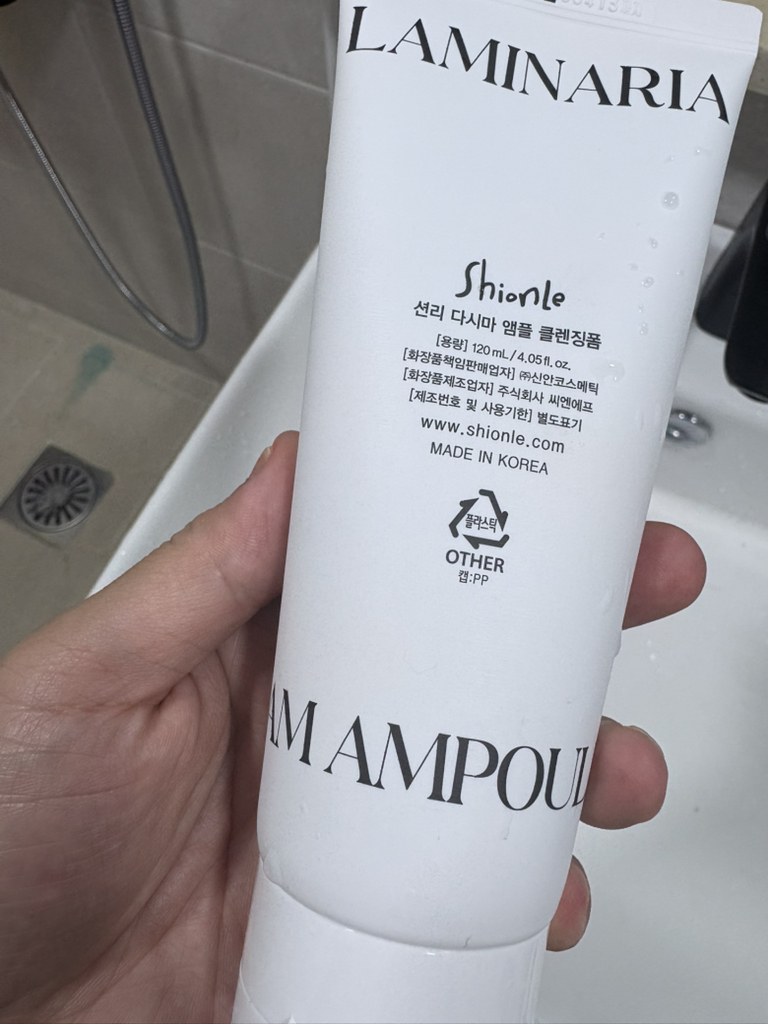 LAMINARIA
Shionle
션리 다시마 앰플 클렌징폼
[용량] 120 mL / 4.05 fl. oz.
[화장품책임판매업자] ㈜신안코스메틱
[화장품제조업자] 주식회사 씨엔에프
[제조번호 및 사용기한] 별도표기
www.shionle.com
MADE IN KOREA
플라스틱
OTHER
캡:PP
AM AMPOUL